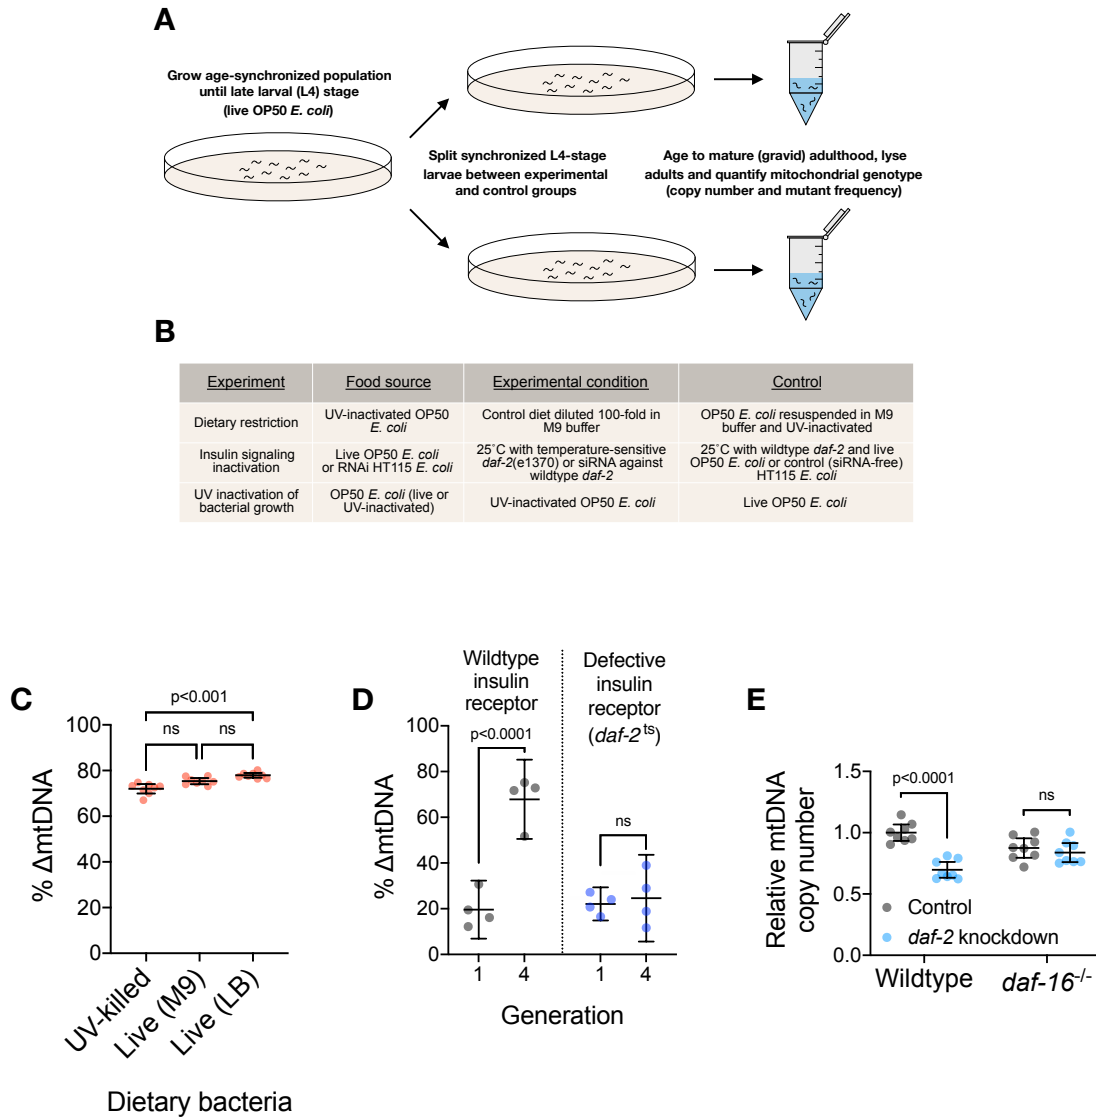 A
Grow age-synchronized population
until late larval (L4) stage
(live OP50 E. coli)
Split synchronized L4-stage
larvae between experimental
and control groups
Age to mature (gravid) adulthood, lyse
adults and quantify mitochondrial genotype
(copy number and mutant frequency)
B
Experiment Food source Experimental condition Control
Dietary restriction
UV-inactivated OP50
E. coli
Control diet diluted 100-fold in
M9 buffer
OP50 E. coli resuspended in M9
buffer and UV-inactivated
Insulin signaling
inactivation
Live OP50 E. coli
or RNAi HT115 E. coli
25˚C with temperature-sensitive
daf-2(e1370) or siRNA against
wildtype daf-2
25˚C with wildtype daf-2 and live
OP50 E. coli or control (siRNA-free)
HT115 E. coli
UV inactivation of
bacterial growth
OP50 E. coli (live or
UV-inactivated)
UV-inactivated OP50 E. coli
Live OP50 E. coli
C
p<0.001
ns
ns
% ΔmtDNA
100
80
60
40
20
0
UV-killed
Live (M9)
Live (LB)
Dietary bacteria
D
Wildtype
insulin
receptor
Defective
insulin
receptor
(daf-2ts)
p<0.0001
ns
% ΔmtDNA
100
80
60
40
20
0
1 4 1 4
Generation
E
p<0.0001
ns
Relative mtDNA
copy number
1.5
1.0
0.5
0.0
Control
daf-2 knockdown
Wildtype daf-16-/-